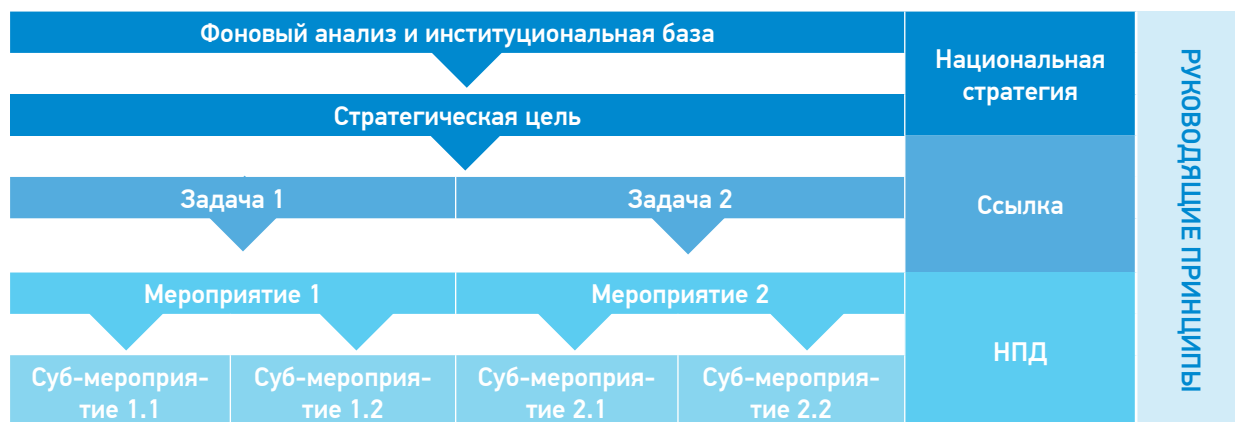 Фоновый анализ и институциональная база
Стратегическая цель
Задача 1
Задача 2
Мероприятие 1
Мероприятие 2
Суб-мероприя-
тие 1.1
Суб-мероприя-
тие 1.2
Суб-мероприя-
тие 2.1
Суб-мероприя-
тие 2.2
Национальная
стратегия
Ссылка
НПД
РУКОВОДЯЩИЕ ПРИНЦИПЫ